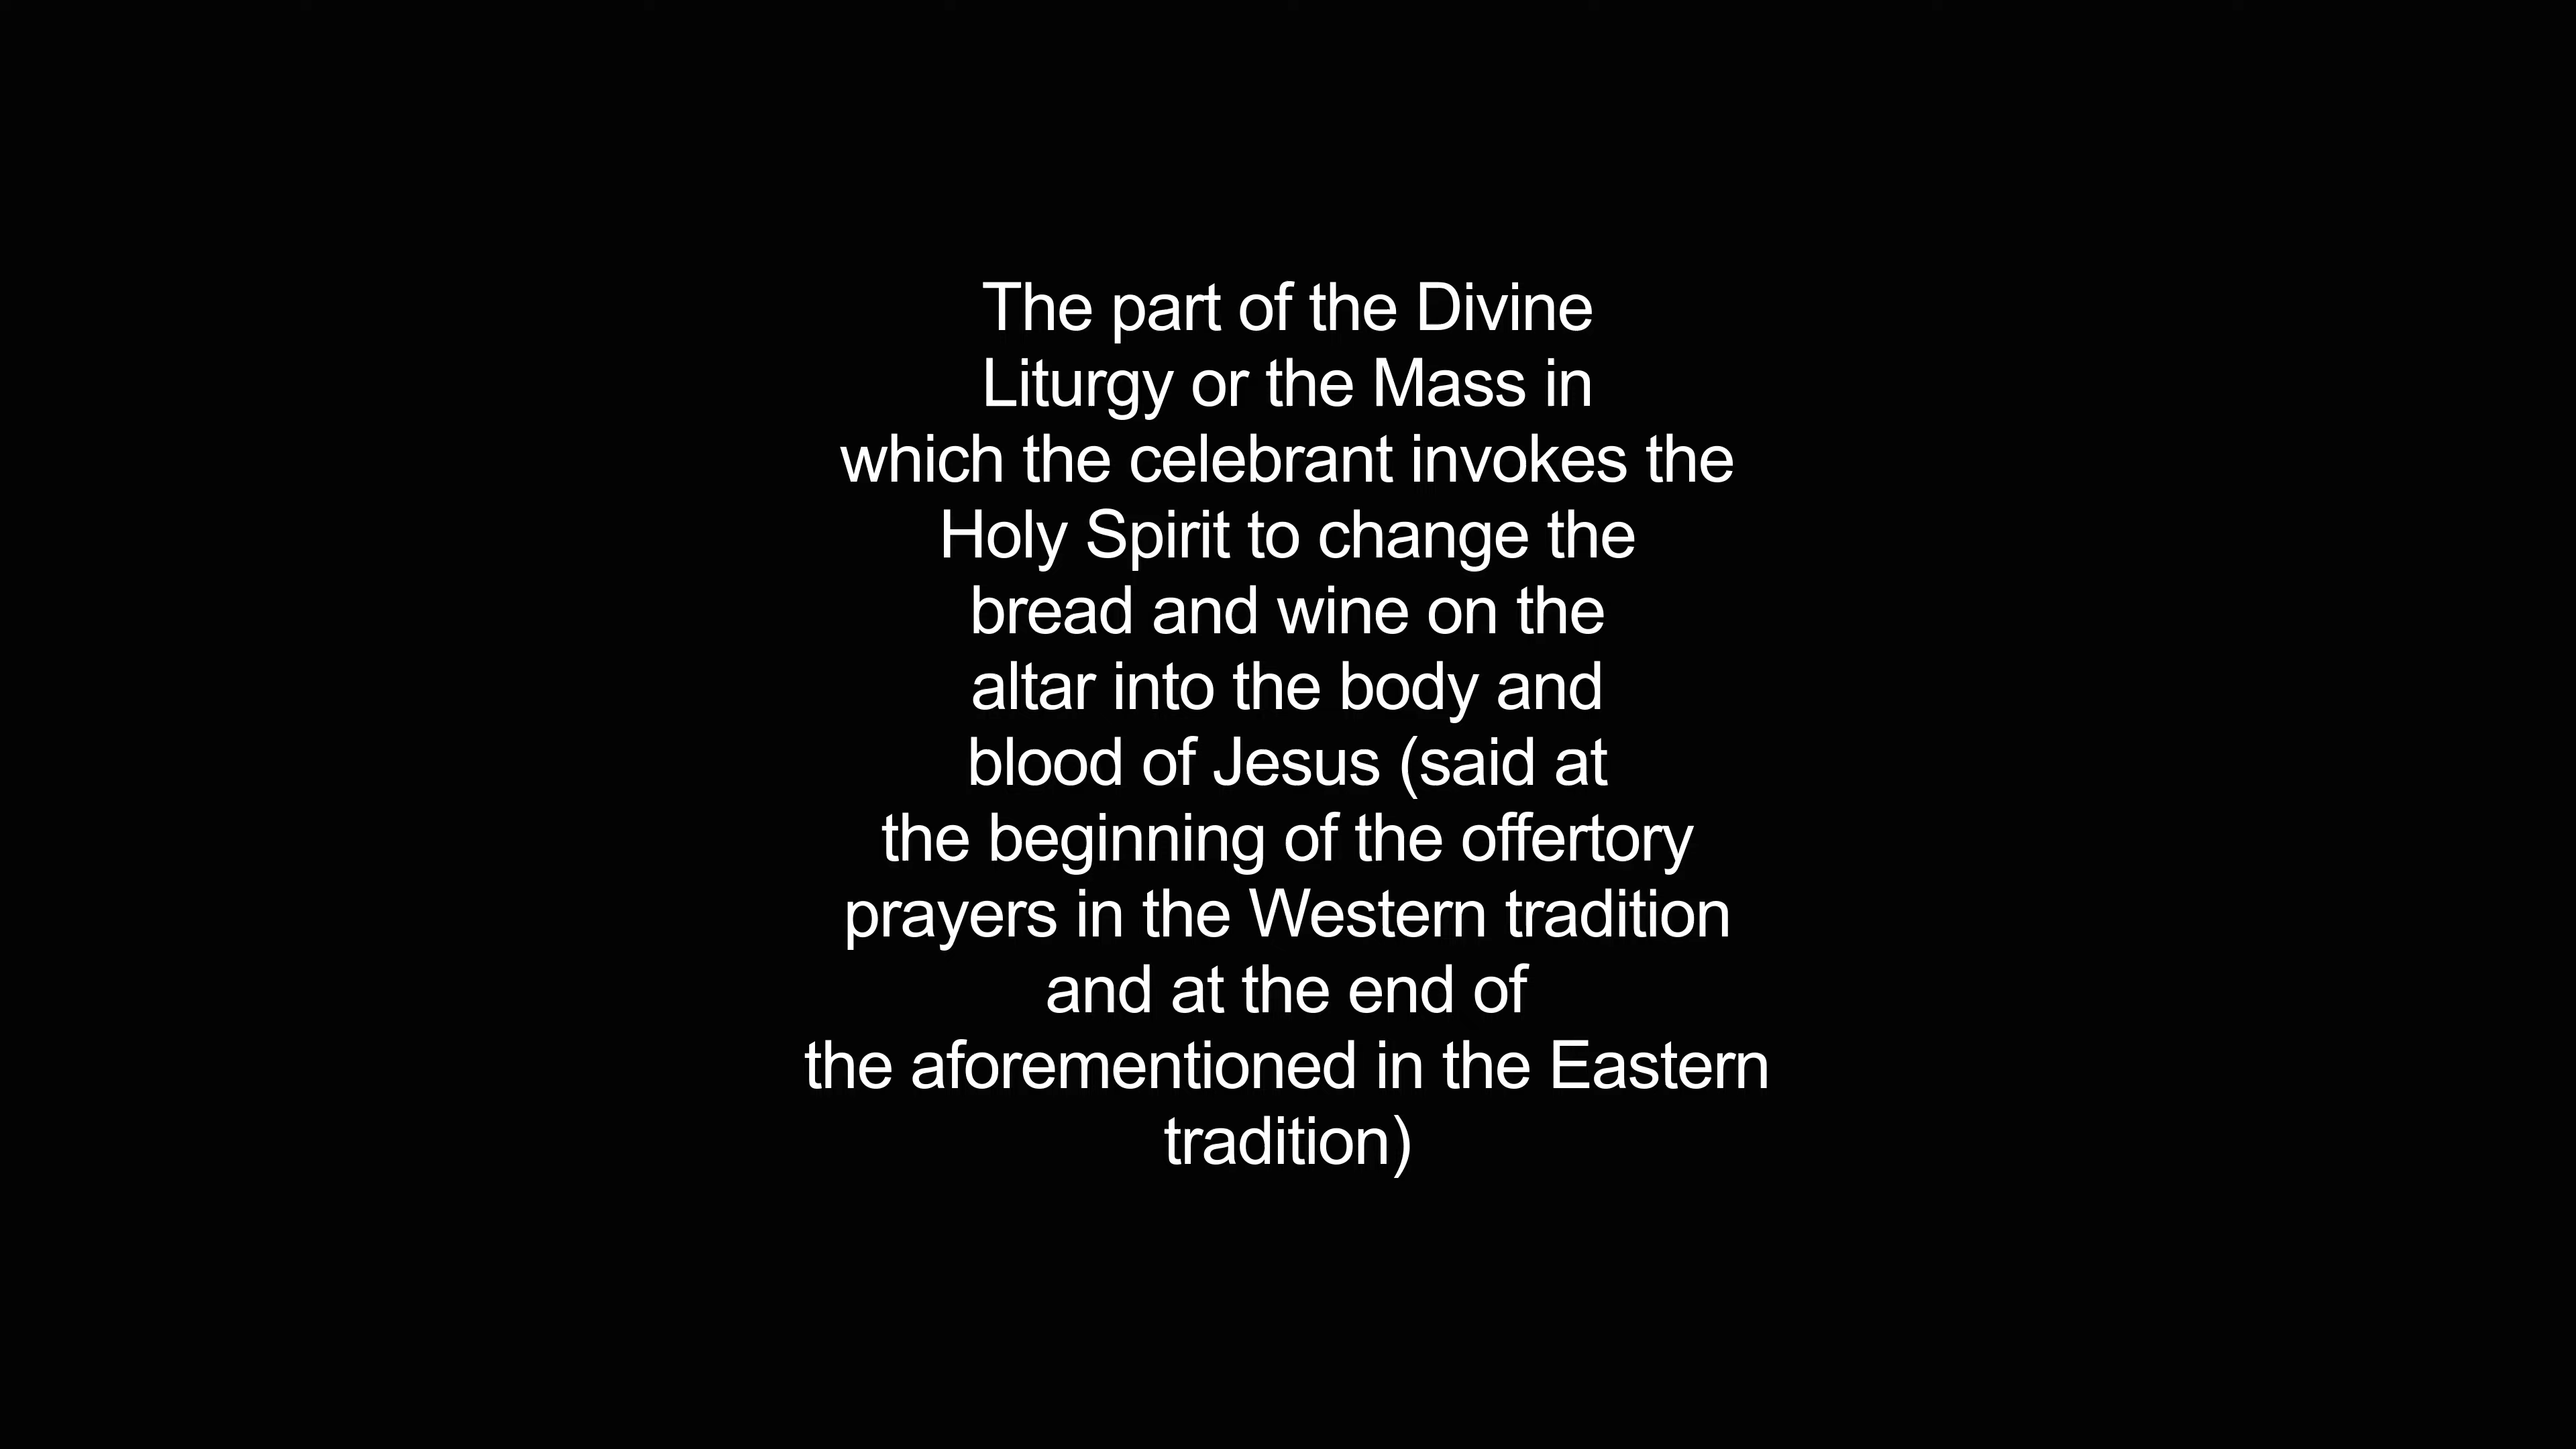 The part of the Divine
Liturgy or the Mass in
which the celebrant invokes the
Holy Spirit to change the
bread and wine on the
altar into the body and
blood of Jesus (said at
the beginning of the offertory
prayers in the Western tradition
and at the end of
the aforementioned in the Eastern
tradition)